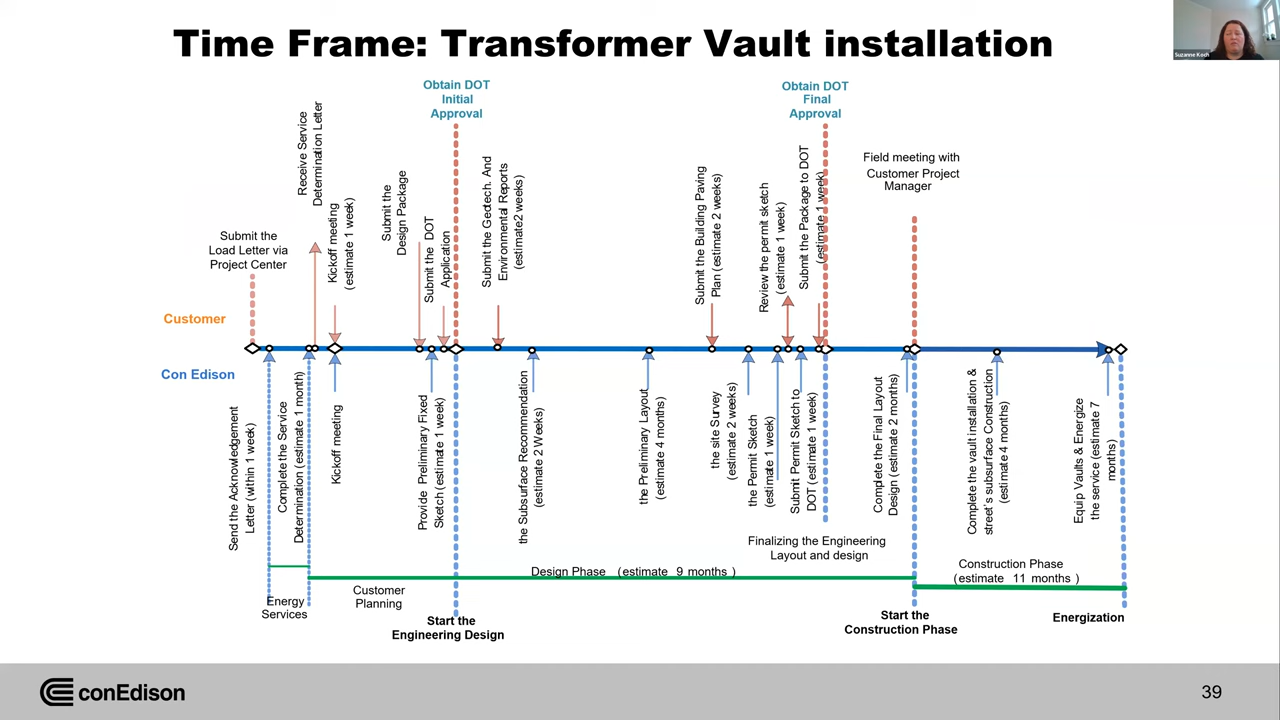 Time Frame: Transformer Vault installation
Suzanne Koch
Obtain DOT
Initial
Approval
Obtain DOT
Final
Approval
Submit the
Load Letter via
Project Center
Receive Service
Determination Letter
Kickoff meeting
(estimate 1 week)
Submit the
Design Package
Submit the DOT
Application
Submit the Geotech. And
Environmental Reports
(estimate2 weeks)
Submit the Building Paving
Plan (estimate 2 weeks)
Review the permit sketch
(estimate 1 week)
Submit the Package to DOT
(estimate 1 week)
Field meeting with
Customer Project
Manager
Customer
Con Edison
Send the Acknowledgement
Letter (within 1 week)
Complete the Service
Determination (estimate 1 month)
Kickoff meeting
Provide Prelrminary Fixed
Sketch (estimate 1 week)
the Subsurface Recommendation
(estimate 2 Weeks)
the Preliminary Layout
(estimate 4 months)
the site Survey
(estimate 2 weeks)
the Permit Sketch
(estimate 1 week)
Submit Permit Sketch to
DOT (estimate 1 week)
Complete the Final Layout
Design (estimate 2 months)
Complete the vault installation &
street's subsurface Construction
(estimate 4 months)
Equip Vaults & Energize
the service (estimate 7
months)
Finalizing the Engineering
Layout and design
Design Phase (estimate 9 months )
Construction Phase
(estimate 11 months )
Energy
Services
Customer
Planning
Start the
Engineering Design
Start the
Construction Phase
Energization
conEdison
39